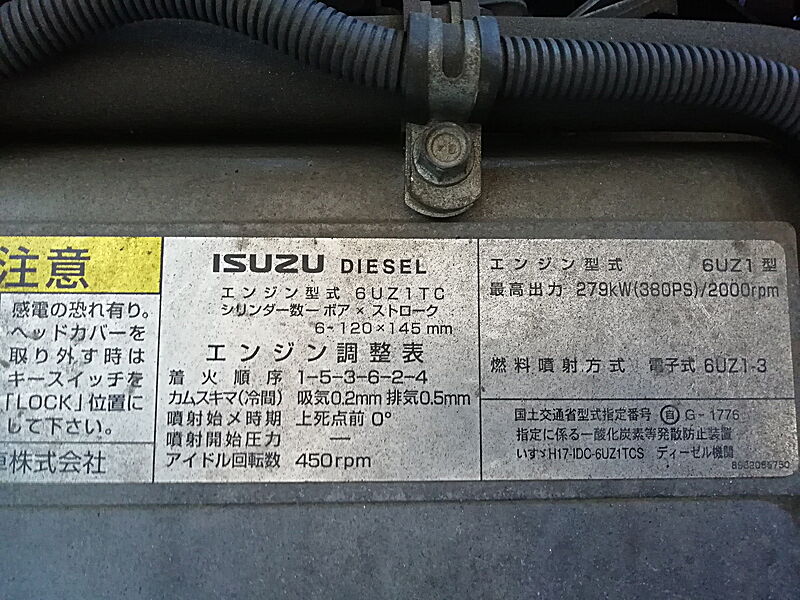 注意
感電の恐れ有り。
ヘッドカバーを
取り外す時は
キースイッチを
「LOCK」位置に
して下さい。
車株式会社
ISUZU DIESEL
エンジン型式 6UZ1TC
シリンダー数ーボア×ストローク
6-120×145mm
エンジン調整表
着火順序 1-5-3-6-2-4
カムスキマ(冷間) 吸気0.2mm 排気0.5mm
噴射始メ時期 上死点前 0°
噴射開始圧力 ー
アイドル回転数 450rpm
エンジン型式 6UZ1型
最高出力 279kW(380PS)/2000rpm
燃料噴射方式 電子式 6UZ1-3
国土交通省型式指定番号 自 G-1776
指定に係る一酸化炭素等発散防止装置
いすゞH17-IDC-6UZ1TCS ディーゼル機関